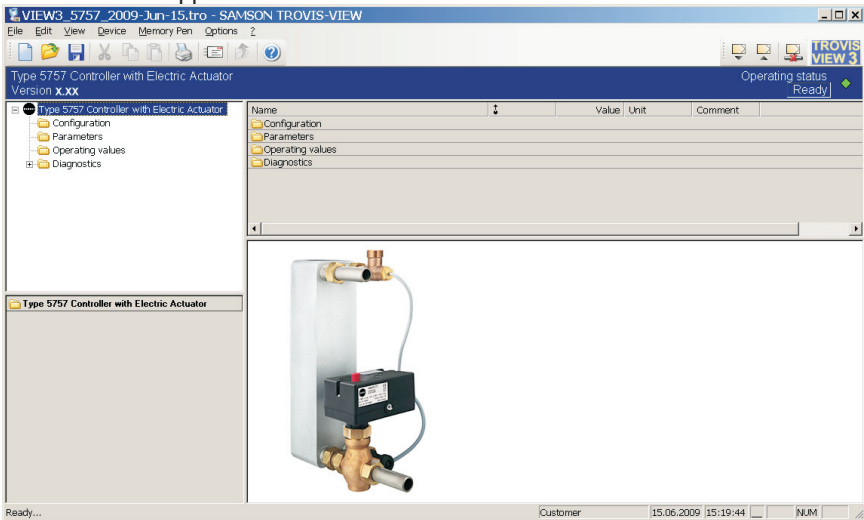 VIEW3_5757_2009-Jun-15.tro - SAMSON TROVIS-VIEW
File Edit View Device Memory Pen Options ?
TROVIS
VIEW 3
Type 5757 Controller with Electric Actuator
Version x.xx
Operating status
Ready
Type 5757 Controller with Electric Actuator
Configuration
Parameters
Operating values
Diagnostics
Name Value Unit Comment
Configuration
Parameters
Operating values
Diagnostics
Type 5757 Controller with Electric Actuator
Ready... Customer 15.06.2009 15:19:44 NUM